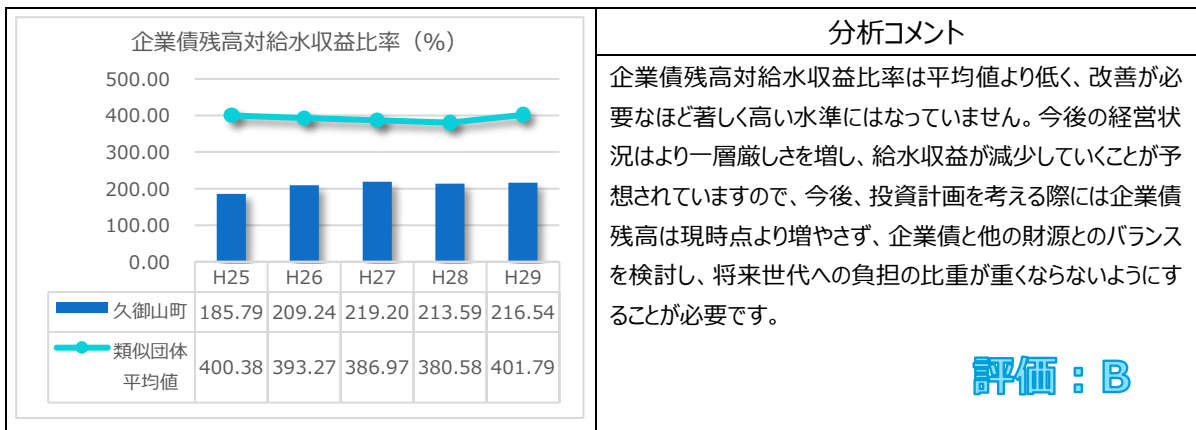 企業債残高対給水収益比率（%）
500.00
400.00
300.00
200.00
100.00
0.00
H25 H26 H27 H28 H29
久御山町 185.79 209.24 219.20 213.59 216.54
類似団体
平均値
400.38 393.27 386.97 380.58 401.79
分析コメント
企業債残高対給水収益比率は平均値より低く、改善が必
要なほど著しく高い水準にはなっていません。今後の経営状
況はより一層厳しさを増し、給水収益が減少していくことが予
想されていますので、今後、投資計画を考える際には企業債
残高は現時点より増やさず、企業債と他の財源とのバランス
を検討し、将来世代への負担の比重が重くならないようにす
ることが必要です。
評価：B